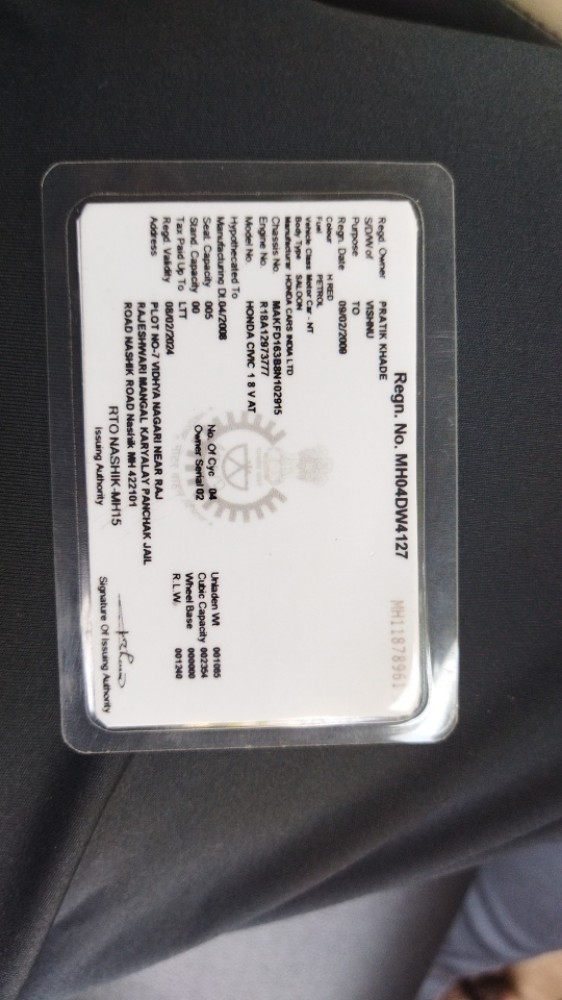 Regn. No. MH04DW4127
MH11878961
Regd. Owner PRATIK KHADE
S/D/W of VISHNU
Purpose TO
Regn. Date 09/02/2009
Colour H RED
Fuel PETROL
Vehicle Class Motor Car - NT
Body Type SALOON
Manufacturer HONDA CARS INDIA LTD
Chassis No. MAKFD163B8N102915
Engine No. R18A12973777
Model No. HONDA CIVIC 1 8 V AT
Hypothecated To
Manufacturing Dt 04/2008
Seat. Capacity 005 No. Of Cyc 04 Unladen Wt 001085
Stand. Capacity 00 Owner Serial 02 Cubic Capacity 002354
Tax Paid Up To LTT Wheel Base 000000
Regd. Validity 08/02/2024 R.L.W. 001240
Address PLOT NO-7 VIDHYA NAGARI NEAR RAJ
RAJESHWARI MANGAL KARYALAY PANCHAK JAIL
ROAD NASHIK ROAD Nashik MH 422101
RTO NASHIK-MH15
Issuing Authority
Signature Of Issuing Authority